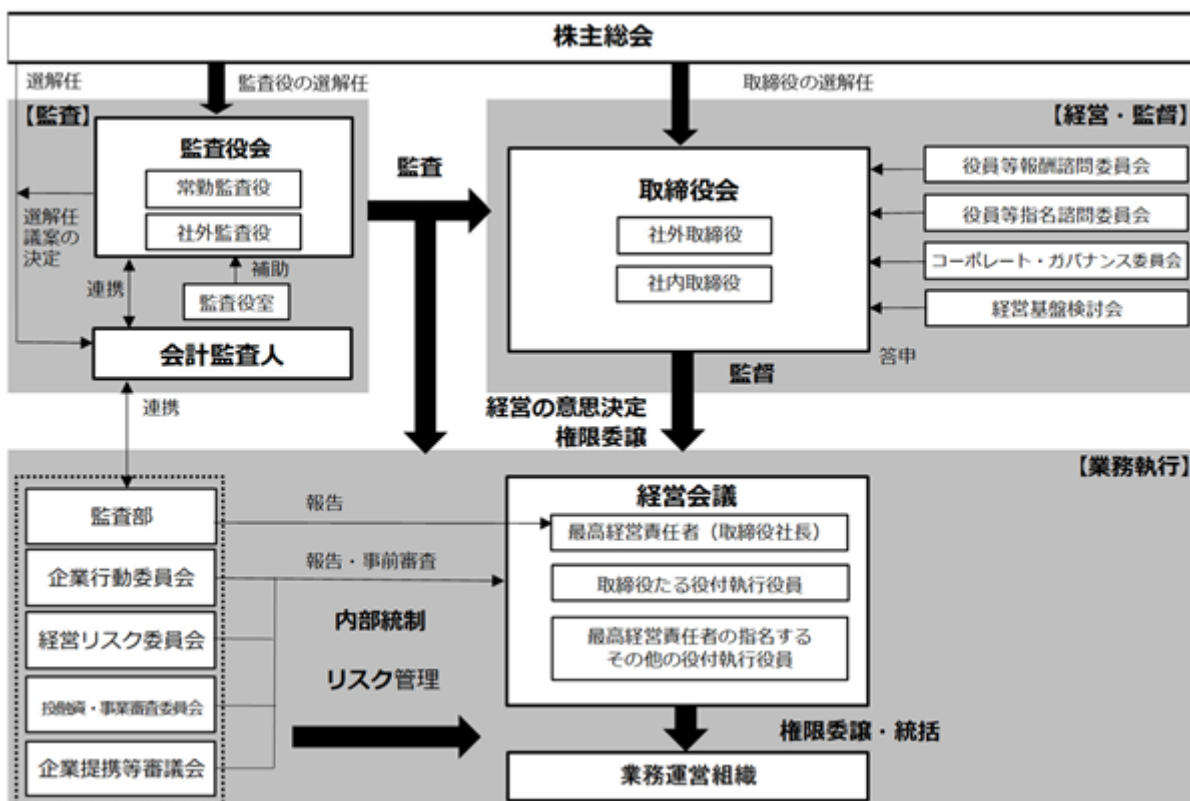 株主総会
選解任
監査役の選解任
取締役の選解任
【監査】
【経営・監督】
監査役会
常勤監査役
社外監査役
選解任
議案の
決定
連携
補助
監査役室
会計監査人
監査
取締役会
社外取締役
社内取締役
役員等報酬諮問委員会
役員等指名諮問委員会
コーポレート・ガバナンス委員会
経営基盤検討会
答申
監督
連携
経営の意思決定
権限委譲
【業務執行】
監査部
企業行動委員会
経営リスク委員会
投融資・事業審査委員会
企業提携等審議会
報告
報告・事前審査
内部統制
リスク管理
経営会議
最高経営責任者（取締役社長）
取締役たる役付執行役員
最高経営責任者の指名する
その他の役付執行役員
権限委譲・統括
業務運営組織